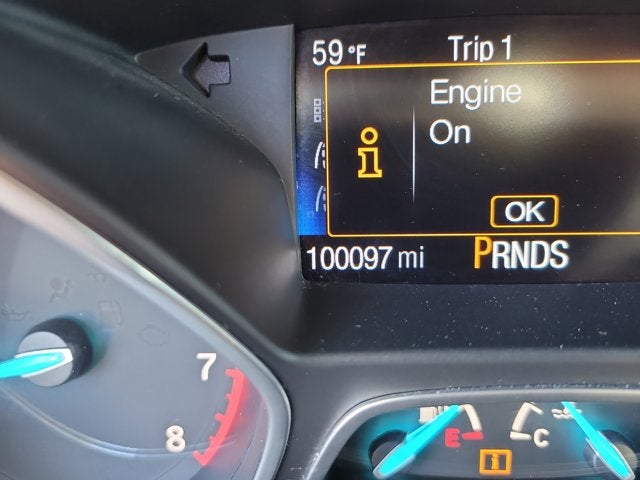 59°F Trip 1
Engine
On
OK
100097 mi PRNDS
7
8
E
C